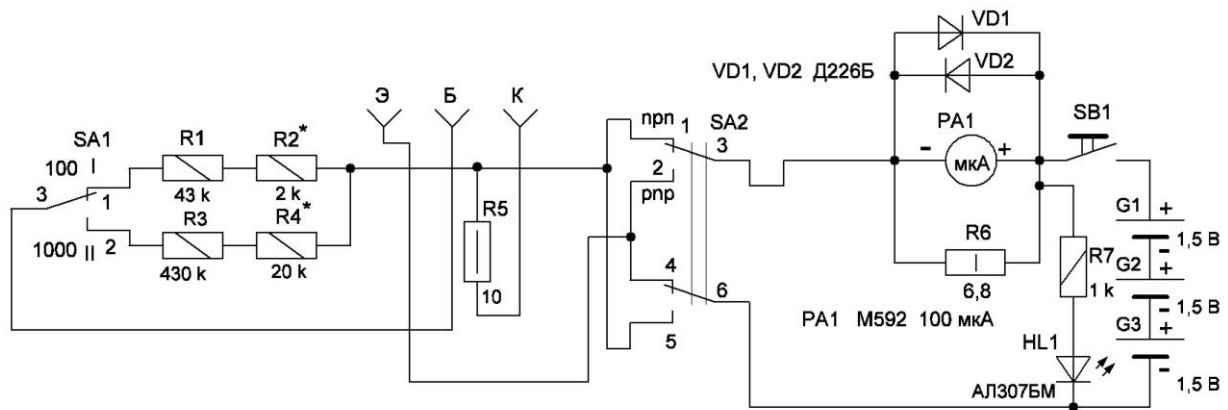 VD1
VD2
VD1, VD2 Д226Б
Э
Б
К
SA1
R1
R2*
100 I
3
1
43 k
2 k
R3
R4*
1000 II
2
430 k
20 k
R5
10
npn
1
SA2
3
2
pnp
4
6
5
PA1
-
+
мкА
SB1
R6
6,8
PA1 М592 100 мкА
R7
1 k
HL1
АЛ307БМ
G1
+
-
1,5 В
G2
+
-
1,5 В
G3
+
-
1,5 В